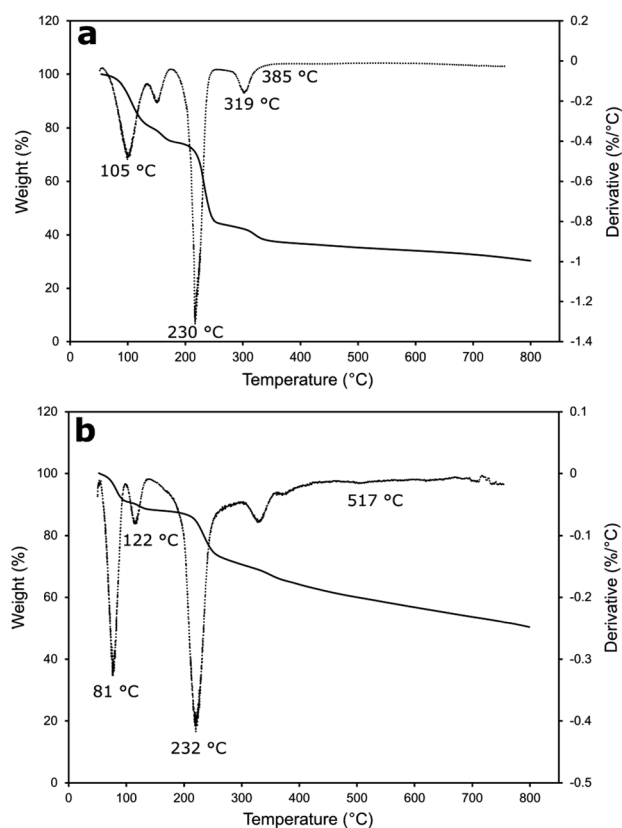 a
120
100
80
60
40
20
0
0.2
0
-0.2
-0.4
-0.6
-0.8
-1
-1.2
-1.4
Weight (%)
Derivative (%/°C)
105 °C
230 °C
319 °C
385 °C
0 100 200 300 400 500 600 700 800
Temperature (°C)
b
120
100
80
60
40
20
0
0.1
0
-0.1
-0.2
-0.3
-0.4
-0.5
Weight (%)
Derivative (%/°C)
81 °C
122 °C
232 °C
517 °C
0 100 200 300 400 500 600 700 800
Temperature (°C)